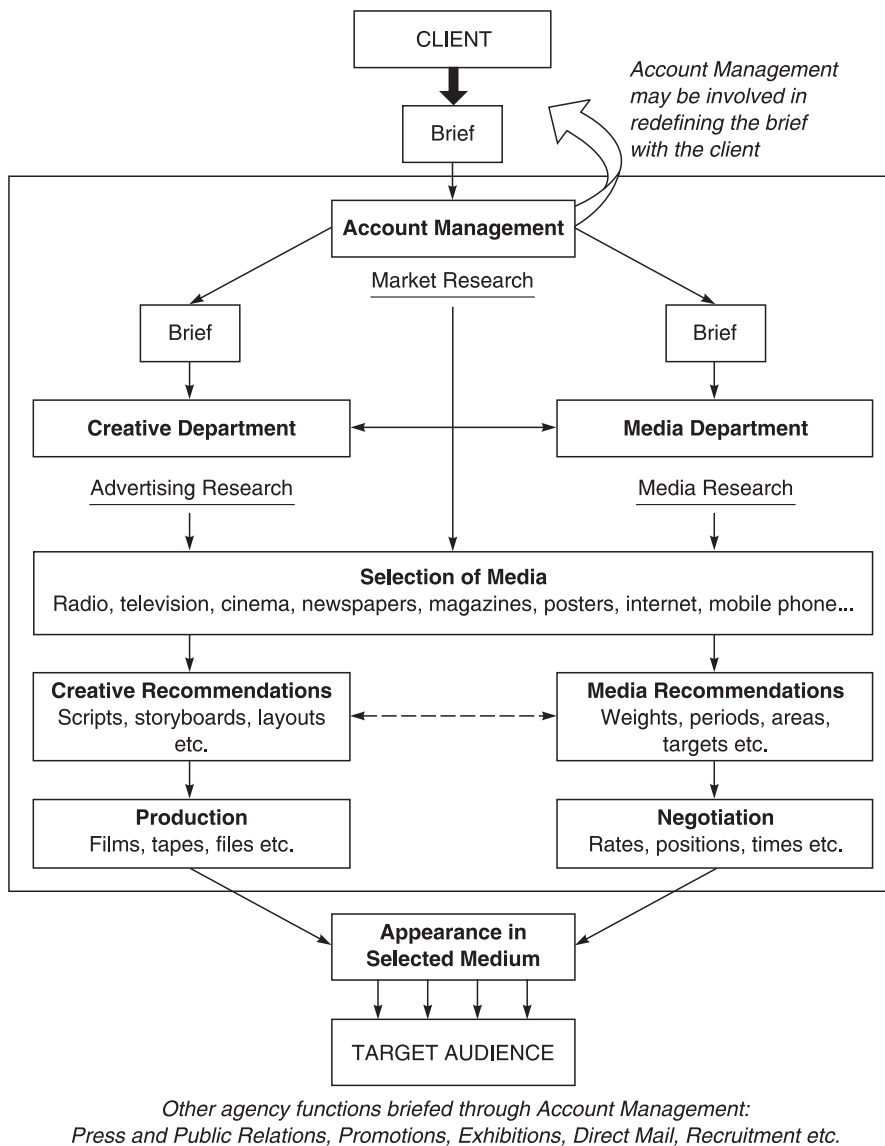 CLIENT
Account Management
may be involved in
redefining the brief
with the client
Brief
Account Management
Market Research
Brief
Brief
Creative Department
Media Department
Advertising Research
Media Research
Selection of Media
Radio, television, cinema, newspapers, magazines, posters, internet, mobile phone...
Creative Recommendations
Scripts, storyboards, layouts
etc.
Media Recommendations
Weights, periods, areas,
targets etc.
Production
Films, tapes, files etc.
Negotiation
Rates, positions, times etc.
Appearance in
Selected Medium
TARGET AUDIENCE
Other agency functions briefed through Account Management:
Press and Public Relations, Promotions, Exhibitions, Direct Mail, Recruitment etc.